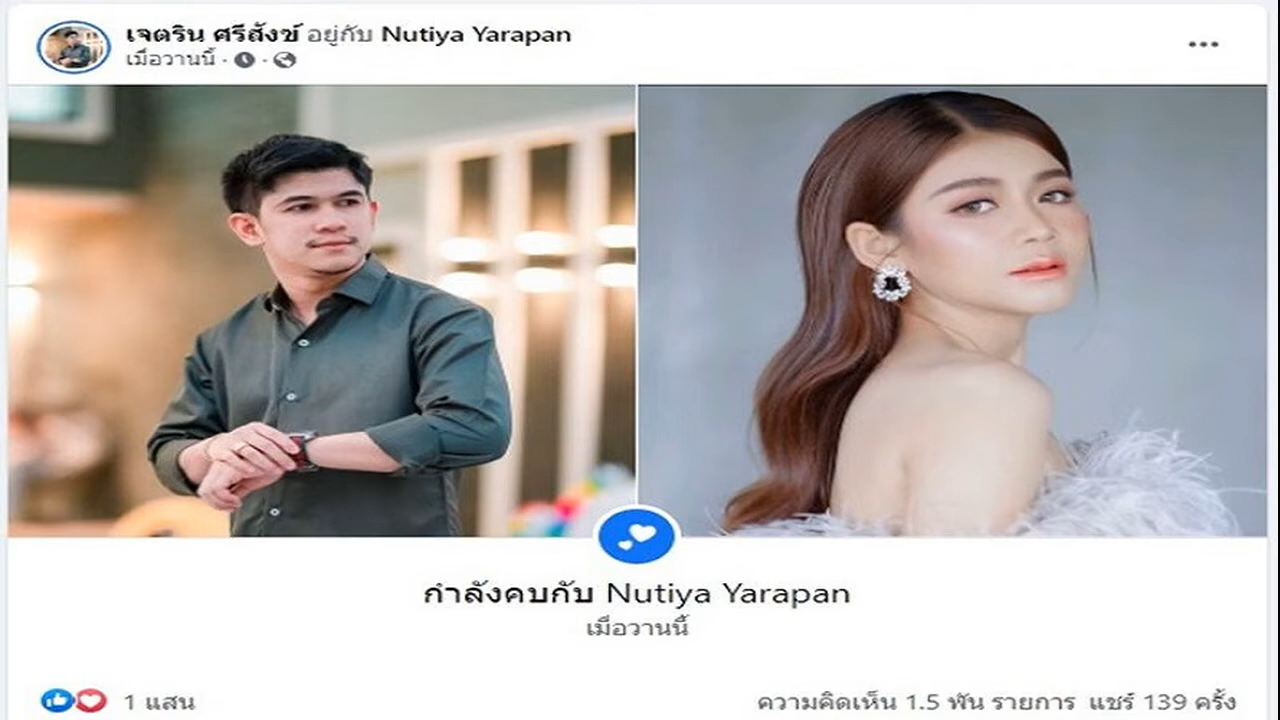 เจตริน ศรีสังข์ อยู่กับ Nutiya Yarapan
เมื่อวานนี้
กำลังคบกับ Nutiya Yarapan
เมื่อวานนี้
1 แสน ความคิดเห็น 1.5 พัน รายการ แชร์ 139 ครั้ง